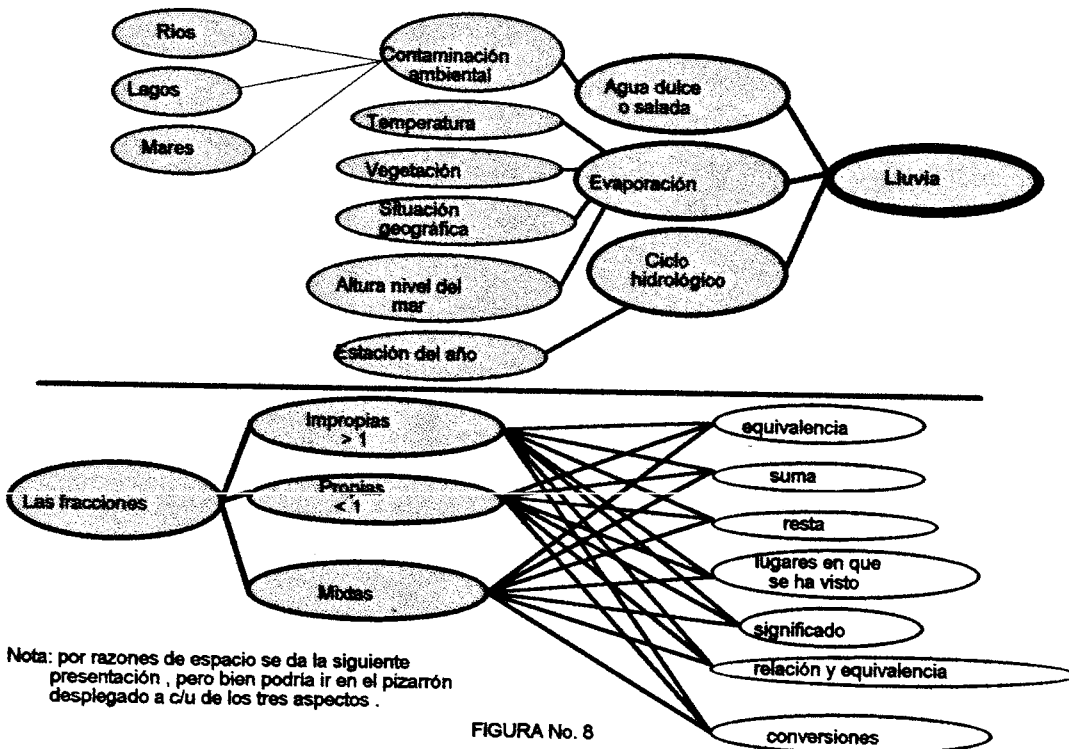 Rios
Lagos
Mares
Contaminación
ambiental
Temperatura
Vegetación
Situación
geográfica
Altura nivel del
mar
Estación del año
Agua dulce
o salada
Evaporación
Ciclo
hidrológico
Lluvia
Las fracciones
Impropias
> 1
Propias
< 1
Mixtas
equivalencia
suma
resta
lugares en que
se ha visto
significado
relación y equivalencia
conversiones
Nota: por razones de espacio se da la siguiente
presentación , pero bien podría ir en el pizarrón
desplegado a c/u de los tres aspectos .
FIGURA No. 8